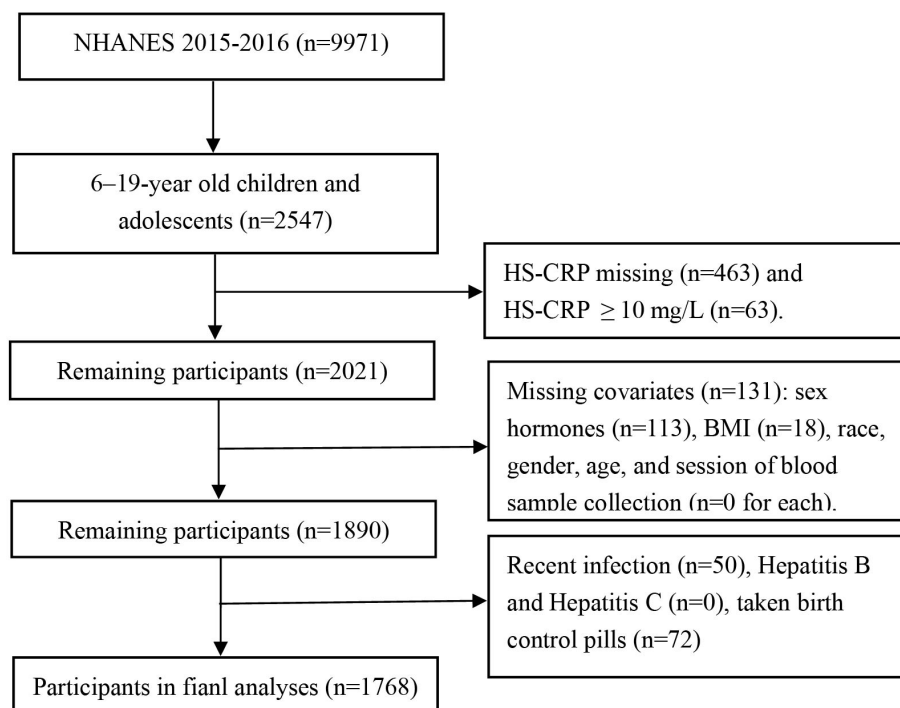 NHANES 2015-2016 (n=9971)
6–19-year old children and
adolescents (n=2547)
HS-CRP missing (n=463) and
HS-CRP ≥ 10 mg/L (n=63).
Remaining participants (n=2021)
Missing covariates (n=131): sex
hormones (n=113), BMI (n=18), race,
gender, age, and session of blood
sample collection (n=0 for each).
Remaining participants (n=1890)
Recent infection (n=50), Hepatitis B
and Hepatitis C (n=0), taken birth
control pills (n=72)
Participants in fianl analyses (n=1768)